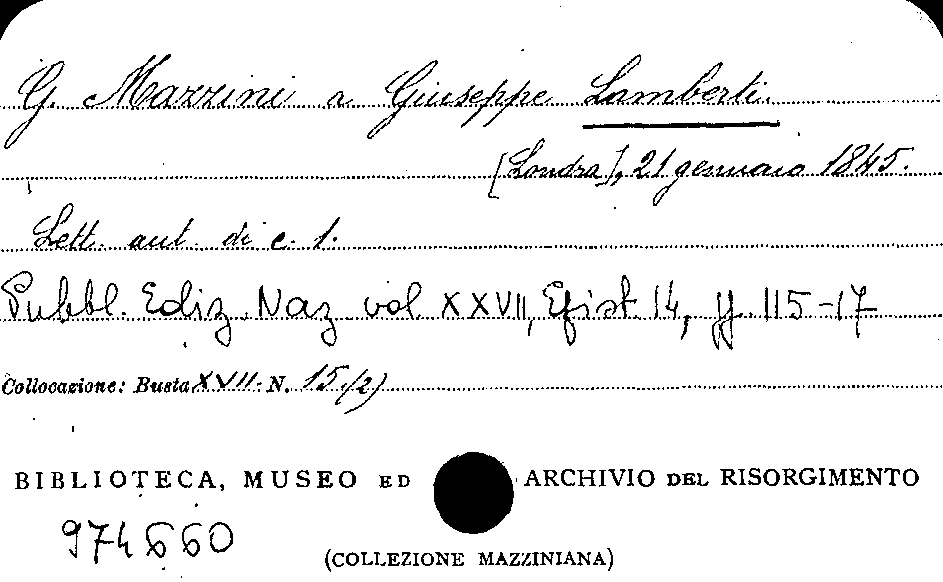 G. Mazzini a Giuseppe Lamberti.
[Londra], 21 gennaio 1845.
Lett. aut. di c. 1.
Pubbl. Ediz. Naz. vol XXVII, Epist. 14, pp. 115-17
Collocazione: Busta XVII. N. 15.(2)
BIBLIOTECA, MUSEO ED ARCHIVIO DEL RISORGIMENTO
974660
(COLLEZIONE MAZZINIANA)